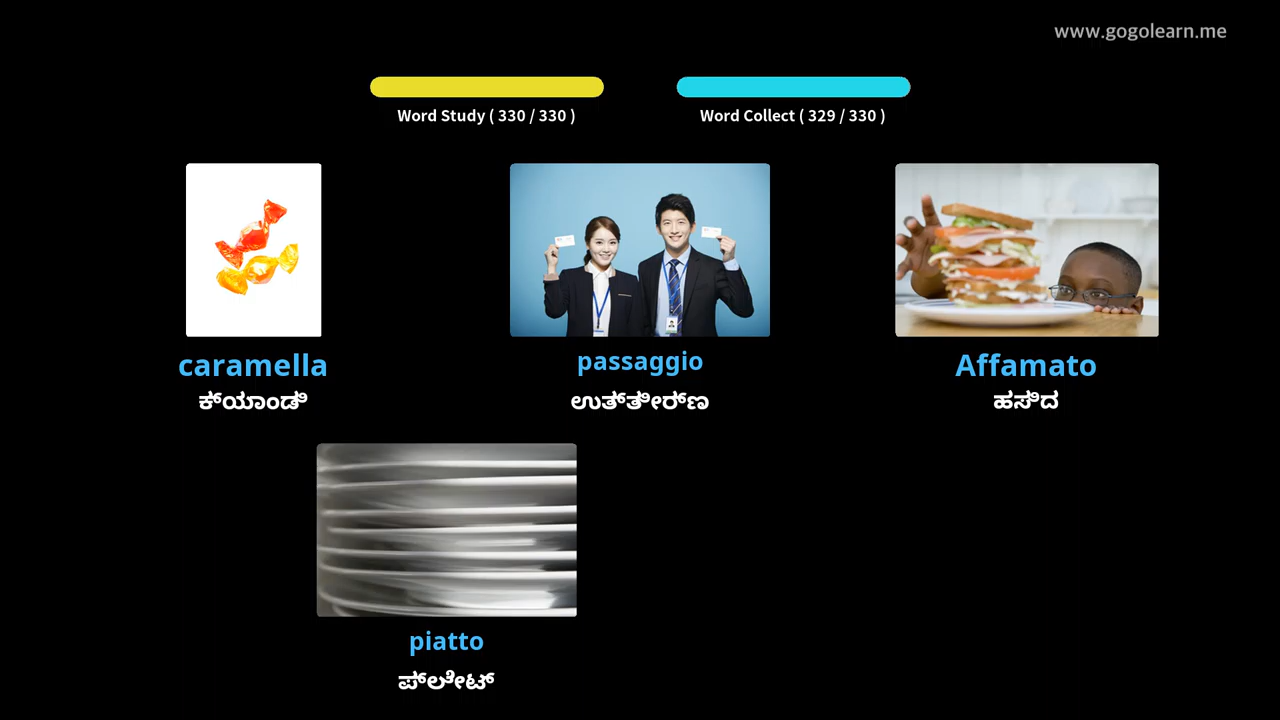 www.gogolearn.me
Word Study ( 330 / 330 )
Word Collect ( 329 / 330 )
caramella
ಕ್ಯಾಂಡಿ
passaggio
ಉತ್ತೀರ್ಣ
Affamato
ಹಸಿದ
piatto
ಪ್ಲೇಟ್